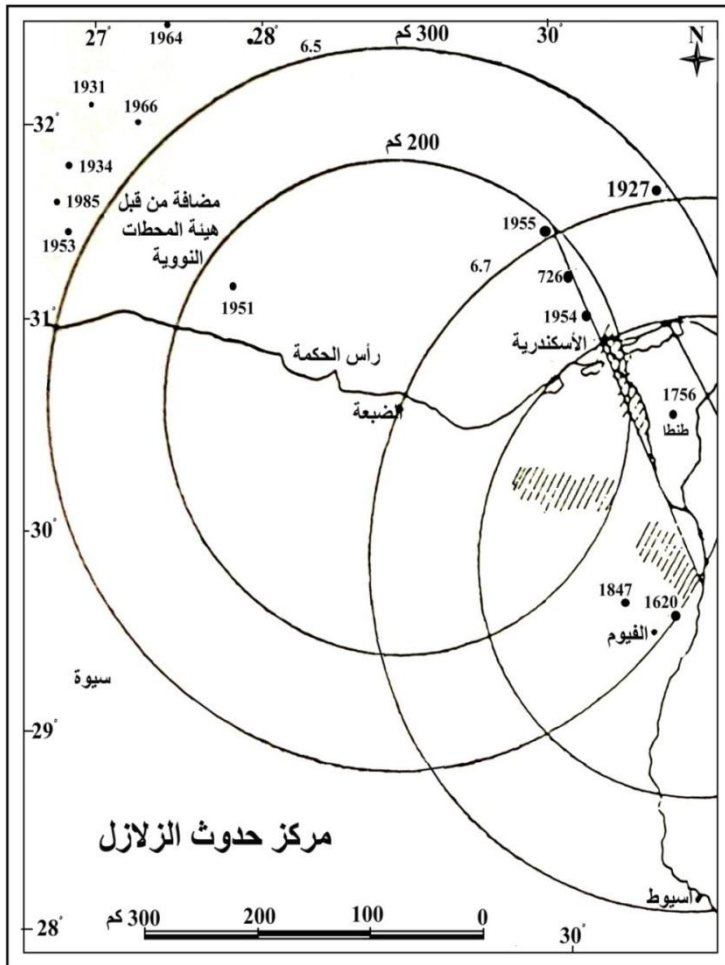 27°
1964
28°
6.5
300 كم
30°
N
1931
1966
32°
200 كم
1934
1927
1985
مضافة من قبل
هيئة المحطات
النووية
1955
1953
6.7
726
1951
1954
31°
الأسكندرية
رأس الحكمة
1756
طنطا
الضبعة
30°
1847
1620
الفيوم
سيوة
29°
مركز حدوث الزلازل
اسيوط
300 كم
200
100
0
28°
30°